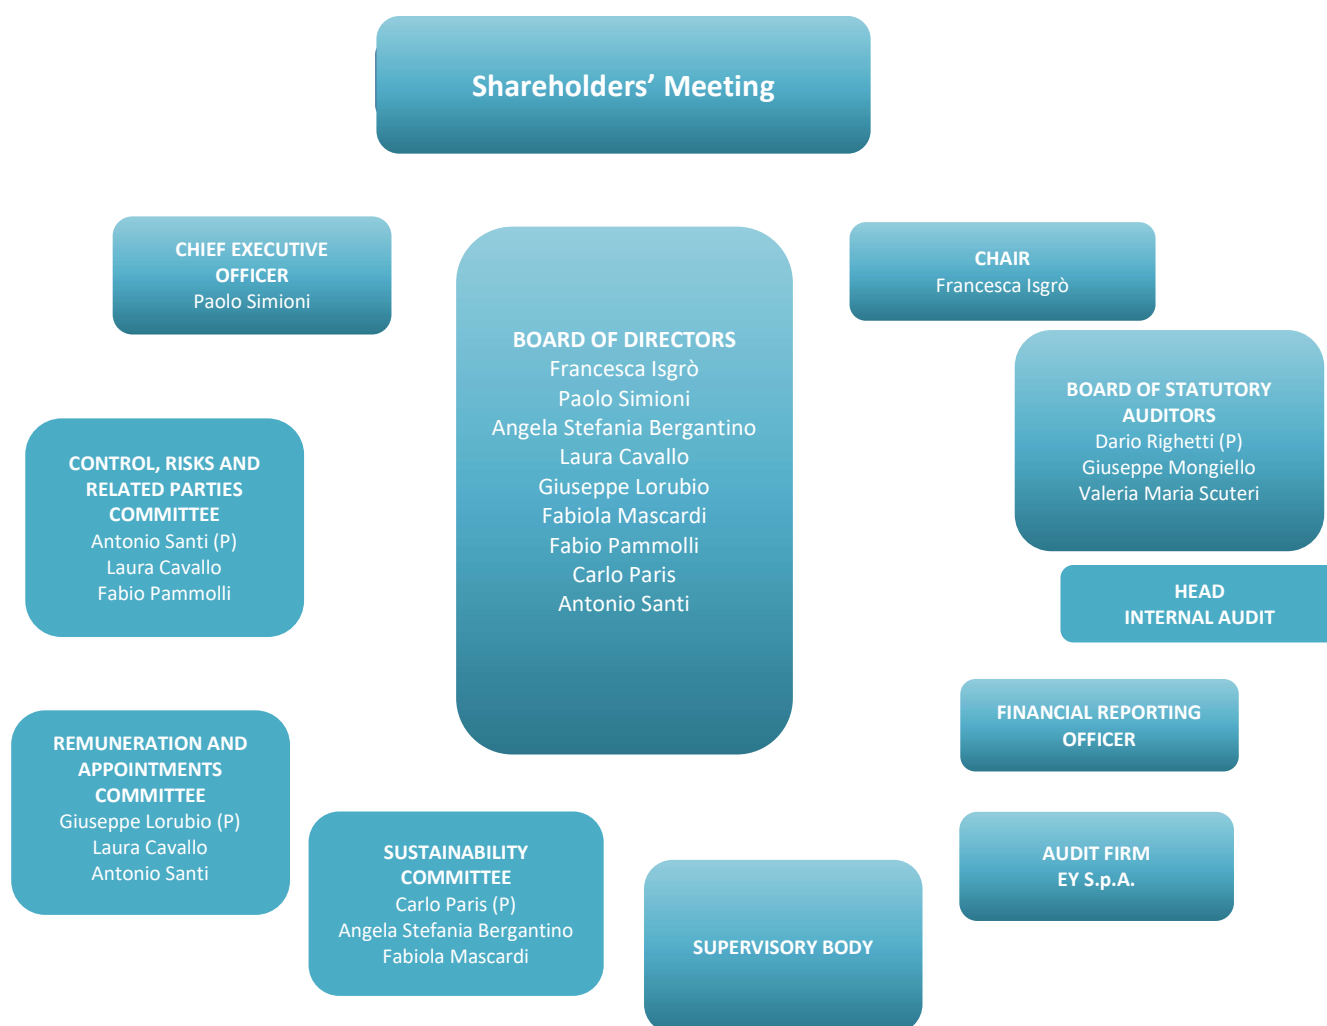 Shareholders’ Meeting
CHIEF EXECUTIVE
OFFICER
Paolo Simioni
CHAIR
Francesca Isgrò
BOARD OF DIRECTORS
Francesca Isgrò
Paolo Simioni
Angela Stefania Bergantino
Laura Cavallo
Giuseppe Lorubio
Fabiola Mascardi
Fabio Pammolli
Carlo Paris
Antonio Santi
BOARD OF STATUTORY
AUDITORS
Dario Righetti (P)
Giuseppe Mongiello
Valeria Maria Scuteri
CONTROL, RISKS AND
RELATED PARTIES
COMMITTEE
Antonio Santi (P)
Laura Cavallo
Fabio Pammolli
HEAD
INTERNAL AUDIT
FINANCIAL REPORTING
OFFICER
REMUNERATION AND
APPOINTMENTS
COMMITTEE
Giuseppe Lorubio (P)
Laura Cavallo
Antonio Santi
SUSTAINABILITY
COMMITTEE
Carlo Paris (P)
Angela Stefania Bergantino
Fabiola Mascardi
AUDIT FIRM
EY S.p.A.
SUPERVISORY BODY